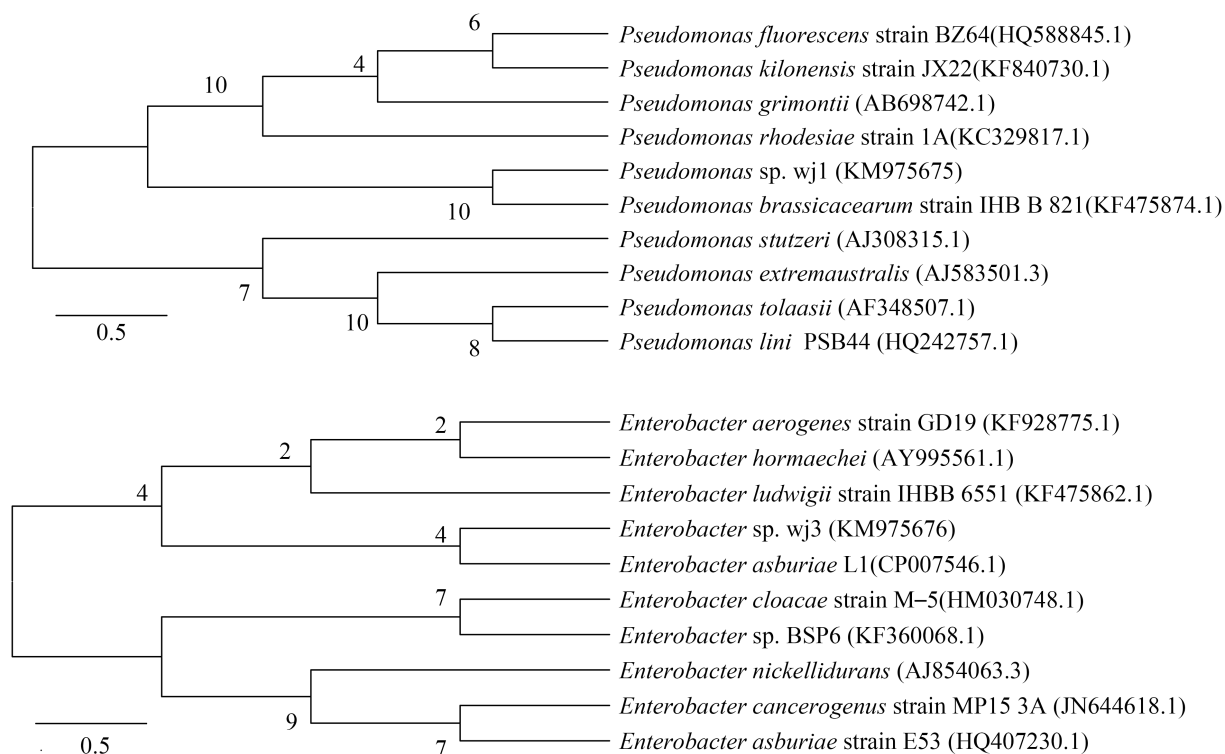 6
Pseudomonas fluorescens strain BZ64(HQ588845.1)
4
Pseudomonas kilonensis strain JX22(KF840730.1)
10
Pseudomonas grimontii (AB698742.1)
Pseudomonas rhodesiae strain 1A(KC329817.1)
Pseudomonas sp. wj1 (KM975675)
10
Pseudomonas brassicacearum strain IHB B 821(KF475874.1)
Pseudomonas stutzeri (AJ308315.1)
7
Pseudomonas extremaustralis (AJ583501.3)
Pseudomonas tolaasii (AF348507.1)
10
0.5
8
Pseudomonas lini PSB44 (HQ242757.1)
2
Enterobacter aerogenes strain GD19 (KF928775.1)
2
Enterobacter hormaechei (AY995561.1)
4
Enterobacter ludwigii strain IHBB 6551 (KF475862.1)
Enterobacter sp. wj3 (KM975676)
4
Enterobacter asburiae L1(CP007546.1)
7
Enterobacter cloacae strain M−5(HM030748.1)
Enterobacter sp. BSP6 (KF360068.1)
Enterobacter nickellidurans (AJ854063.3)
Enterobacter cancerogenus strain MP15 3A (JN644618.1)
9
0.5
7
Enterobacter asburiae strain E53 (HQ407230.1)